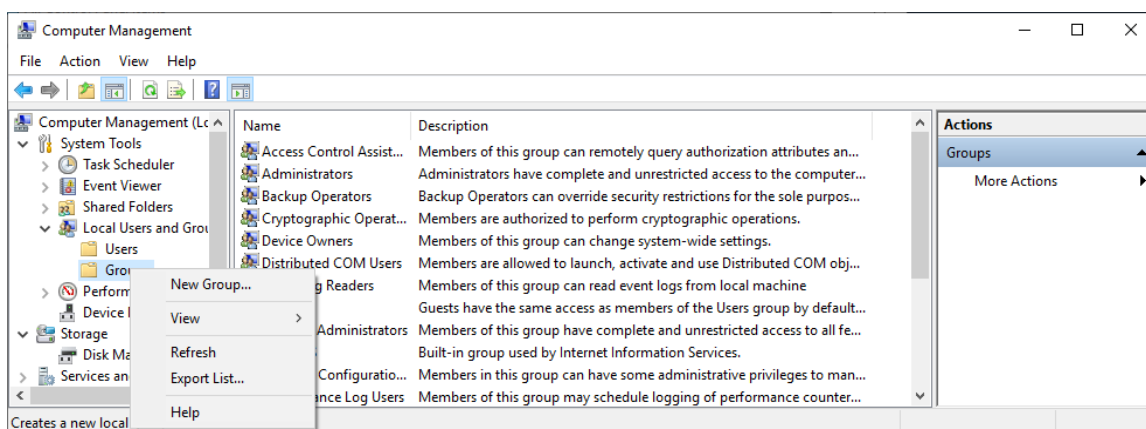 Computer Management
File Action View Help
Computer Management (Lc
System Tools
Task Scheduler
Event Viewer
Shared Folders
Local Users and Grou
Users
Grou
Perform
Device
Storage
Disk Ma
Services an
Name Description
Access Control Assist... Members of this group can remotely query authorization attributes an...
Administrators Administrators have complete and unrestricted access to the computer...
Backup Operators Backup Operators can override security restrictions for the sole purpos...
Cryptographic Operat... Members are authorized to perform cryptographic operations.
Device Owners Members of this group can change system-wide settings.
Distributed COM Users Members are allowed to launch, activate and use Distributed COM obj...
g Readers Members of this group can read event logs from local machine
Guests have the same access as members of the Users group by default...
Administrators Members of this group have complete and unrestricted access to all fe...
S Built-in group used by Internet Information Services.
Configuratio... Members in this group can have some administrative privileges to man...
ance Log Users Members of this group may schedule logging of performance counter...
New Group...
View
Refresh
Export List...
Help
Actions
Groups
More Actions
Creates a new local